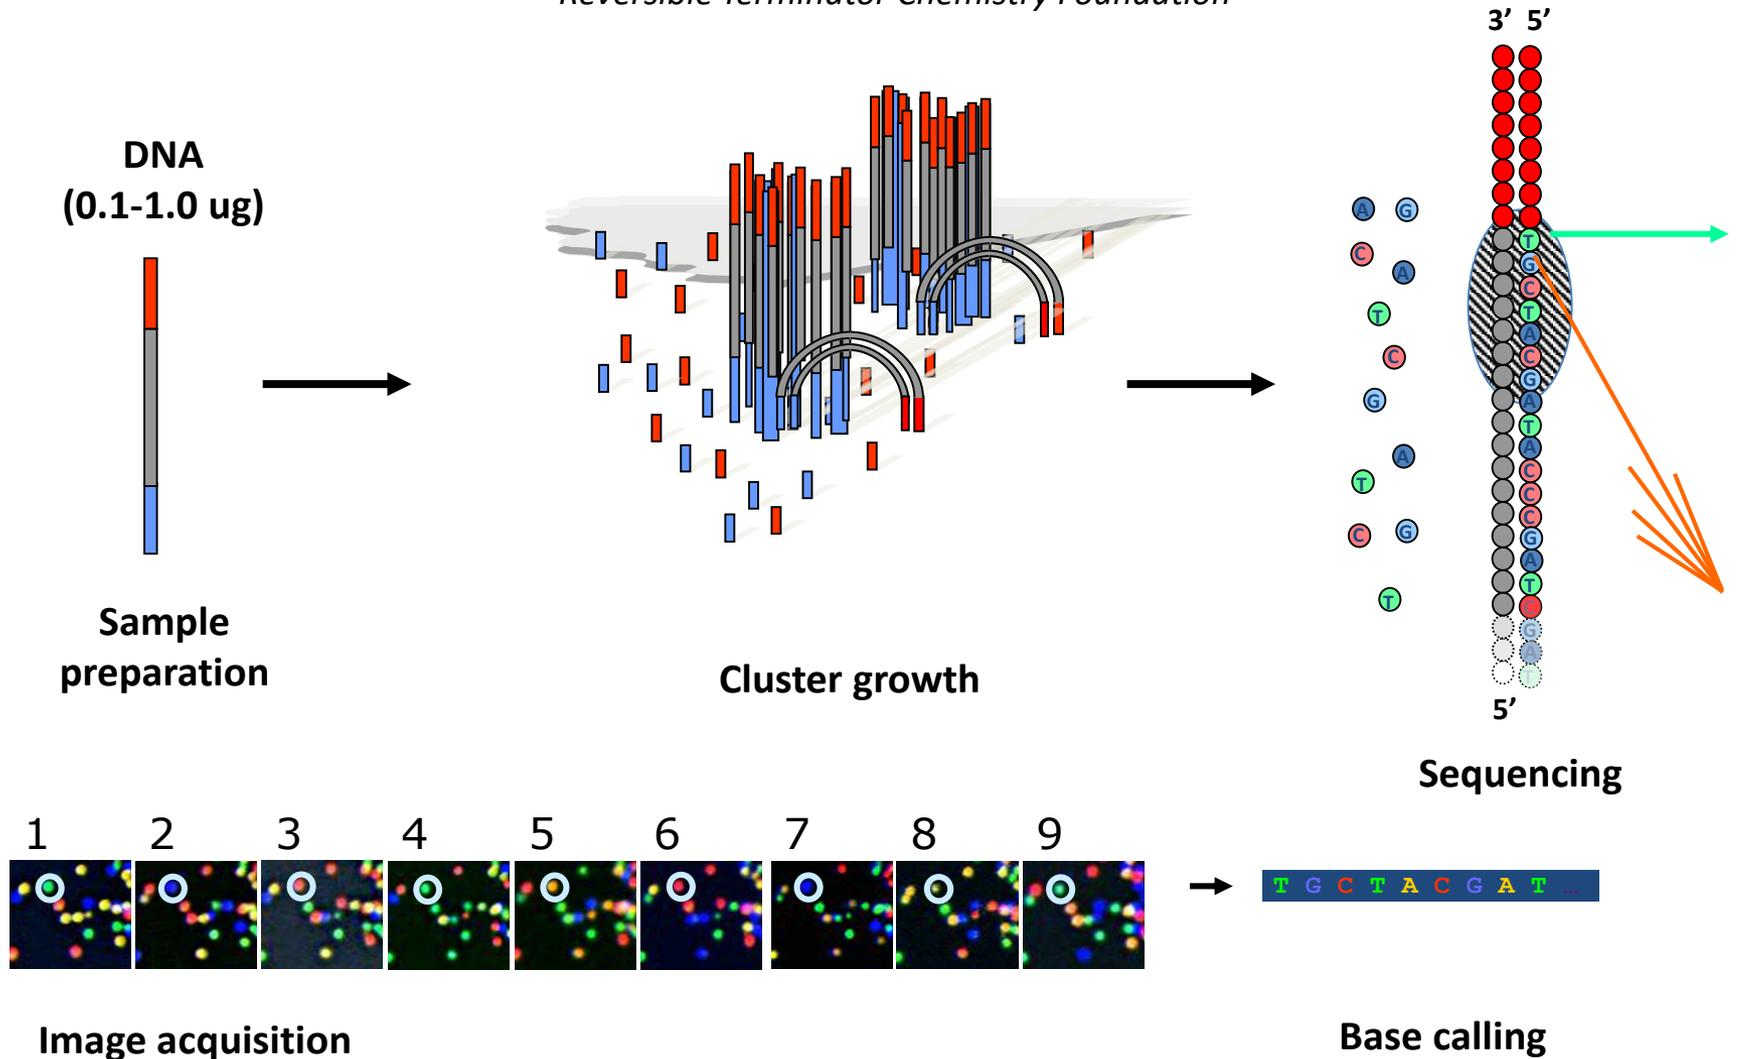 Reversible Terminator Chemistry Foundation
3’ 5’
DNA
(0.1-1.0 ug)
Sample
preparation
Cluster growth
A G
C
A
T
C
G
A
T
C G
T
T
G
C
T
A
C
G
A
T
A
C
C
C
G
A
T
C
G
A
T
5’
Sequencing
1 2 3 4 5 6 7 8 9
T G C T A C G A T ...
Image acquisition
Base calling